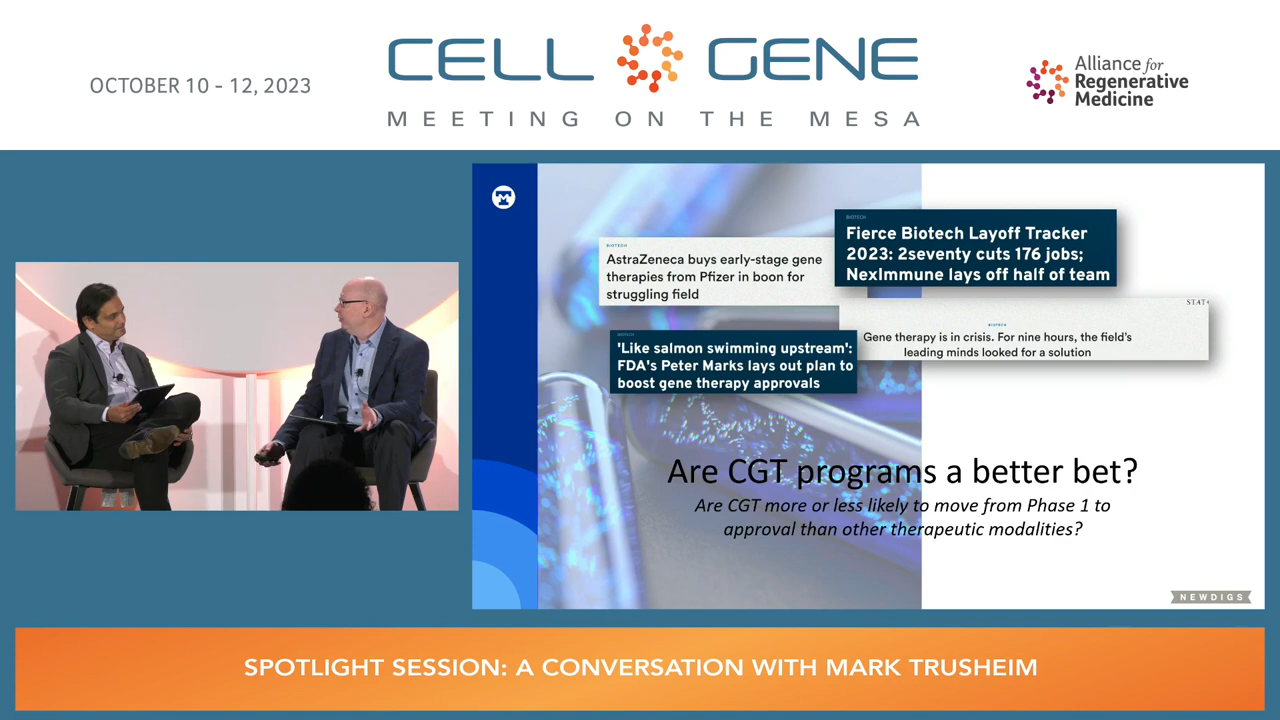 OCTOBER 10 - 12, 2023
CELL GENE
MEETING ON THE MESA
Alliance for
Regenerative
Medicine
BIOTECH
AstraZeneca buys early-stage gene
therapies from Pfizer in boon for
struggling field
BIOTECH
Fierce Biotech Layoff Tracker
2023: 2seventy cuts 176 jobs;
NexImmune lays off half of team
STAT+
BIOTECH
Gene therapy is in crisis. For nine hours, the field's
leading minds looked for a solution
BIOTECH
'Like salmon swimming upstream':
FDA's Peter Marks lays out plan to
boost gene therapy approvals
Are CGT programs a better bet?
Are CGT more or less likely to move from Phase 1 to
approval than other therapeutic modalities?
NEWDIGS
SPOTLIGHT SESSION: A CONVERSATION WITH MARK TRUSHEIM